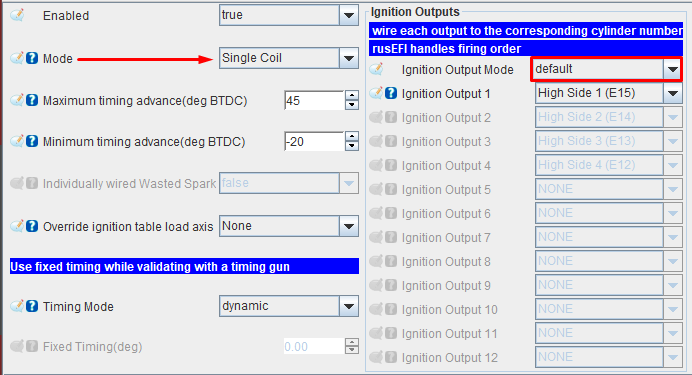 Enabled true
Mode Single Coil
Maximum timing advance(deg BTDC) 45
Minimum timing advance(deg BTDC) -20
Individually wired Wasted Spark false
Override ignition table load axis None
Use fixed timing while validating with a timing gun
Timing Mode dynamic
Fixed Timing(deg) 0.00
Ignition Outputs
wire each output to the corresponding cylinder number
rusEFI handles firing order
Ignition Output Mode default
Ignition Output 1 High Side 1 (E15)
Ignition Output 2 High Side 2 (E14)
Ignition Output 3 High Side 3 (E13)
Ignition Output 4 High Side 4 (E12)
Ignition Output 5 NONE
Ignition Output 6 NONE
Ignition Output 7 NONE
Ignition Output 8 NONE
Ignition Output 9 NONE
Ignition Output 10 NONE
Ignition Output 11 NONE
Ignition Output 12 NONE